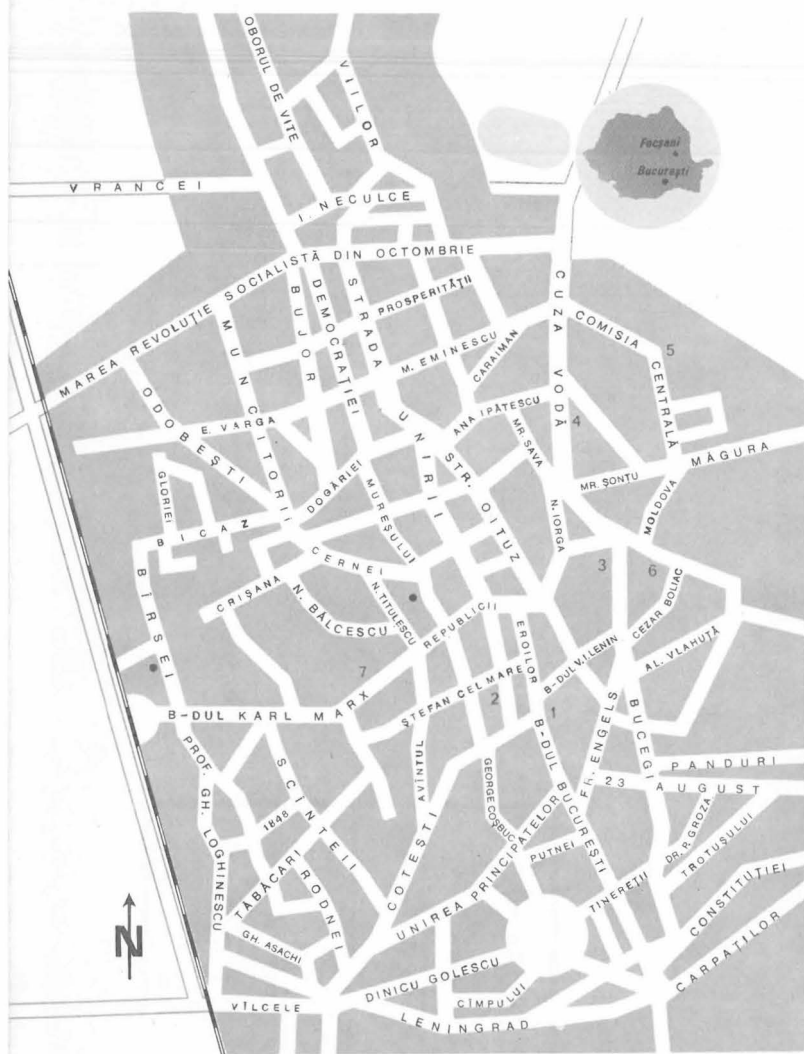 OBORUL DE VITE
VIILOR
Focșani
București
VRANCEI
I. NECULCE
MAREA REVOLUȚIE SOCIALISTĂ DIN OCTOMBRIE
CUZA VODĂ
COMISIA CENTRALĂ
5
MUNCITORII
BUJOR
DEMOCRAȚIEI
STRADA UNIRII
PROSPERITĂȚII
M. EMINESCU
CARAIMAN
ODOBEȘTI
E. VARGA
ANA IPĂTESCU
4
MR. SAVA
STR. OITUZ
MĂGURA
MR. ȘONTU
GLORIEI
DOGĂRIEI
MUREȘULUI
N. IORGA
MOLDOVA
BICAZ
CERNEI
3
6
BÎRSEI
CRIȘANA
N. BĂLCESCU
N. TITULESCU
REPUBLICII
EROILOR
CEZAR BOLIAC
B-DUL V.I. LENIN
AL. VLAHUȚĂ
7
ȘTEFAN CEL MARE
2
1
B-DUL KARL MARX
B-DUL BUCUREȘTI
FR. ENGELS
BUCEGI
PANDURI
23 AUGUST
PROF. GH. LOGHINESCU
SCÎNTEII
AVÎNTUL
GEORGE COȘBUC
1848
COTEȘTI
PUTNEI
DR. P. GROZA
TROTUȘULUI
TĂBĂCARI
RODNEI
UNIREA PRINCIPATELOR
TINERETII
CONSTITUȚIEI
N
GH. ASACHI
DINICU GOLESCU
CÎMPULUI
CARPAȚILOR
VÎLCELE
LENINGRAD